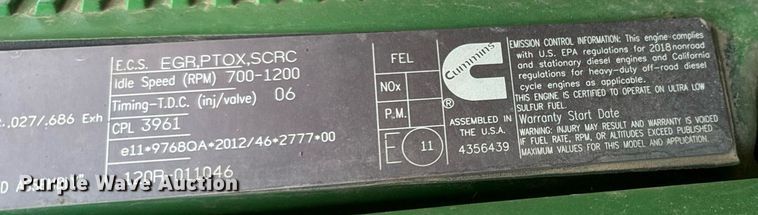 E.C.S. EGR,PTOX,SCRC
Idle Speed (RPM) 700-1200
Timing-T.D.C. (inj/valve) 06
.027/.686 Exh
CPL 3961
e11*97680A*2012/46*2777*00
120R-011046
FEL
NOx
P.M.
E 11
Cummins
®
ASSEMBLED IN
THE U.S.A.
4356439
EMISSION CONTROL INFORMATION: This engine complies
with U.S. EPA regulations for 2018 nonroad
and stationary diesel engines and California
regulations for heavy-duty off-road diesel
cycle engines as applicable.
THIS ENGINE IS CERTIFIED TO OPERATE ON ULTRA LOW
SULFUR FUEL.
Warranty Start Date
WARNING: INJURY MAY RESULT AND WARRANTY IS VOIDED
IF FUEL RATE, RPM, OR ALTITUDES EXCEED PUBLISHED
MAXIMUM VALUES FOR THIS MODEL AND APPLICATION.
Purple Wave Auction